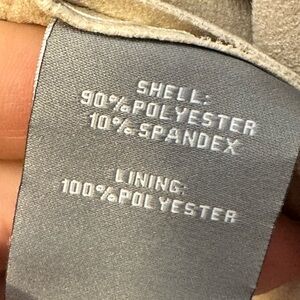 SHELL:
90%POLYESTER
10%SPANDEX
LINING:
100%POLYESTER